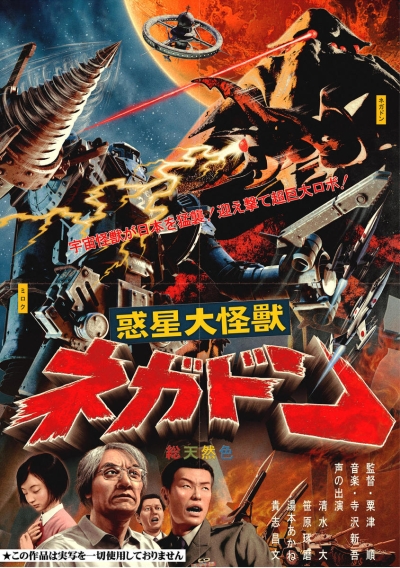 ネガドン
宇宙怪獣が日本を猛襲!迎え撃て超巨大ロボ!
ミロク
惑星大怪獣
ネガドン
総天然色
監督・粟津 順
音楽・寺沢新吾
声の出演
清水 大
笹原琢磨
湯本あかね
貴志昌文
★この作品は実写を一切使用しておりません